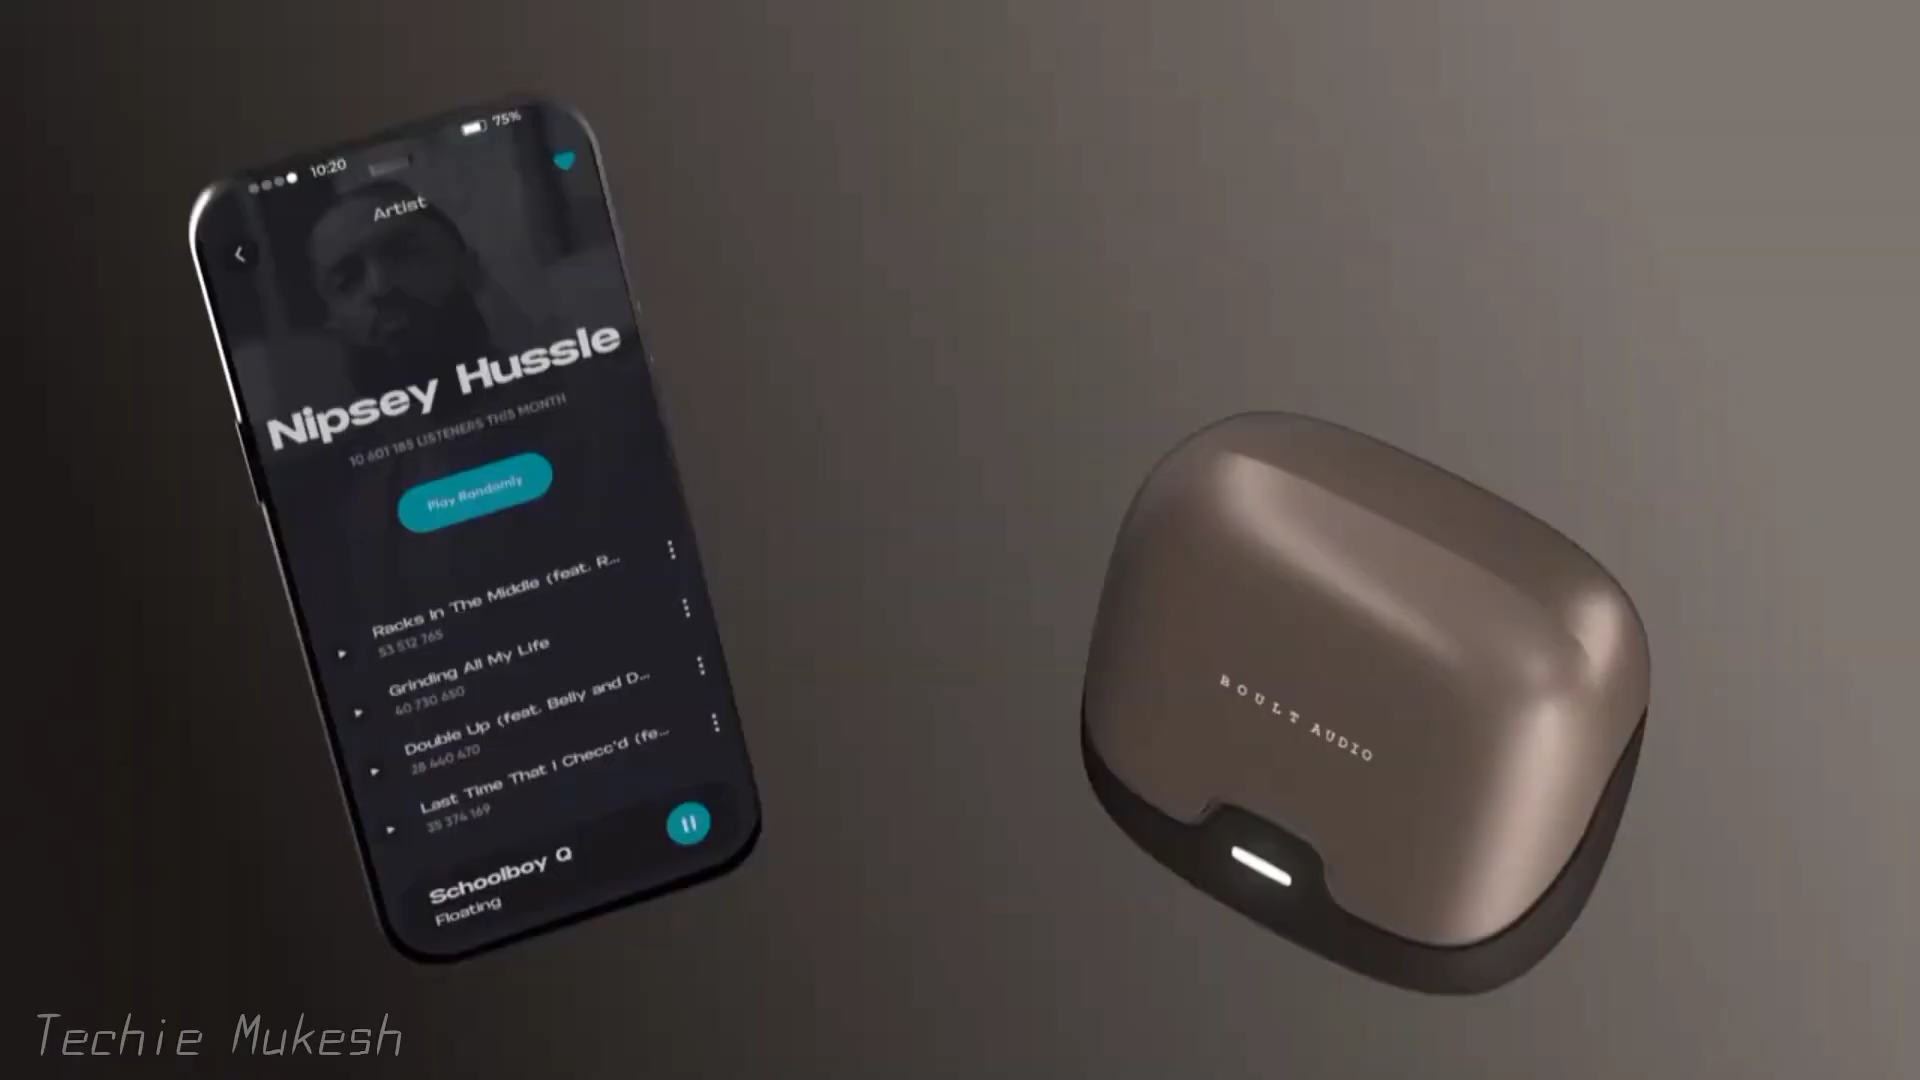 10:20
75%
Artist
Nipsey Hussle
10 601 185 LISTENERS THIS MONTH
Play Randomly
Racks In The Middle (feat. R...
53 512 765
Grinding All My Life
40 730 650
Double Up (feat. Belly and D...
28 440 470
Last Time That I Checc'd (fe...
35 374 169
Schoolboy Q
Floating
BOULT AUDIO
Techie Mukesh